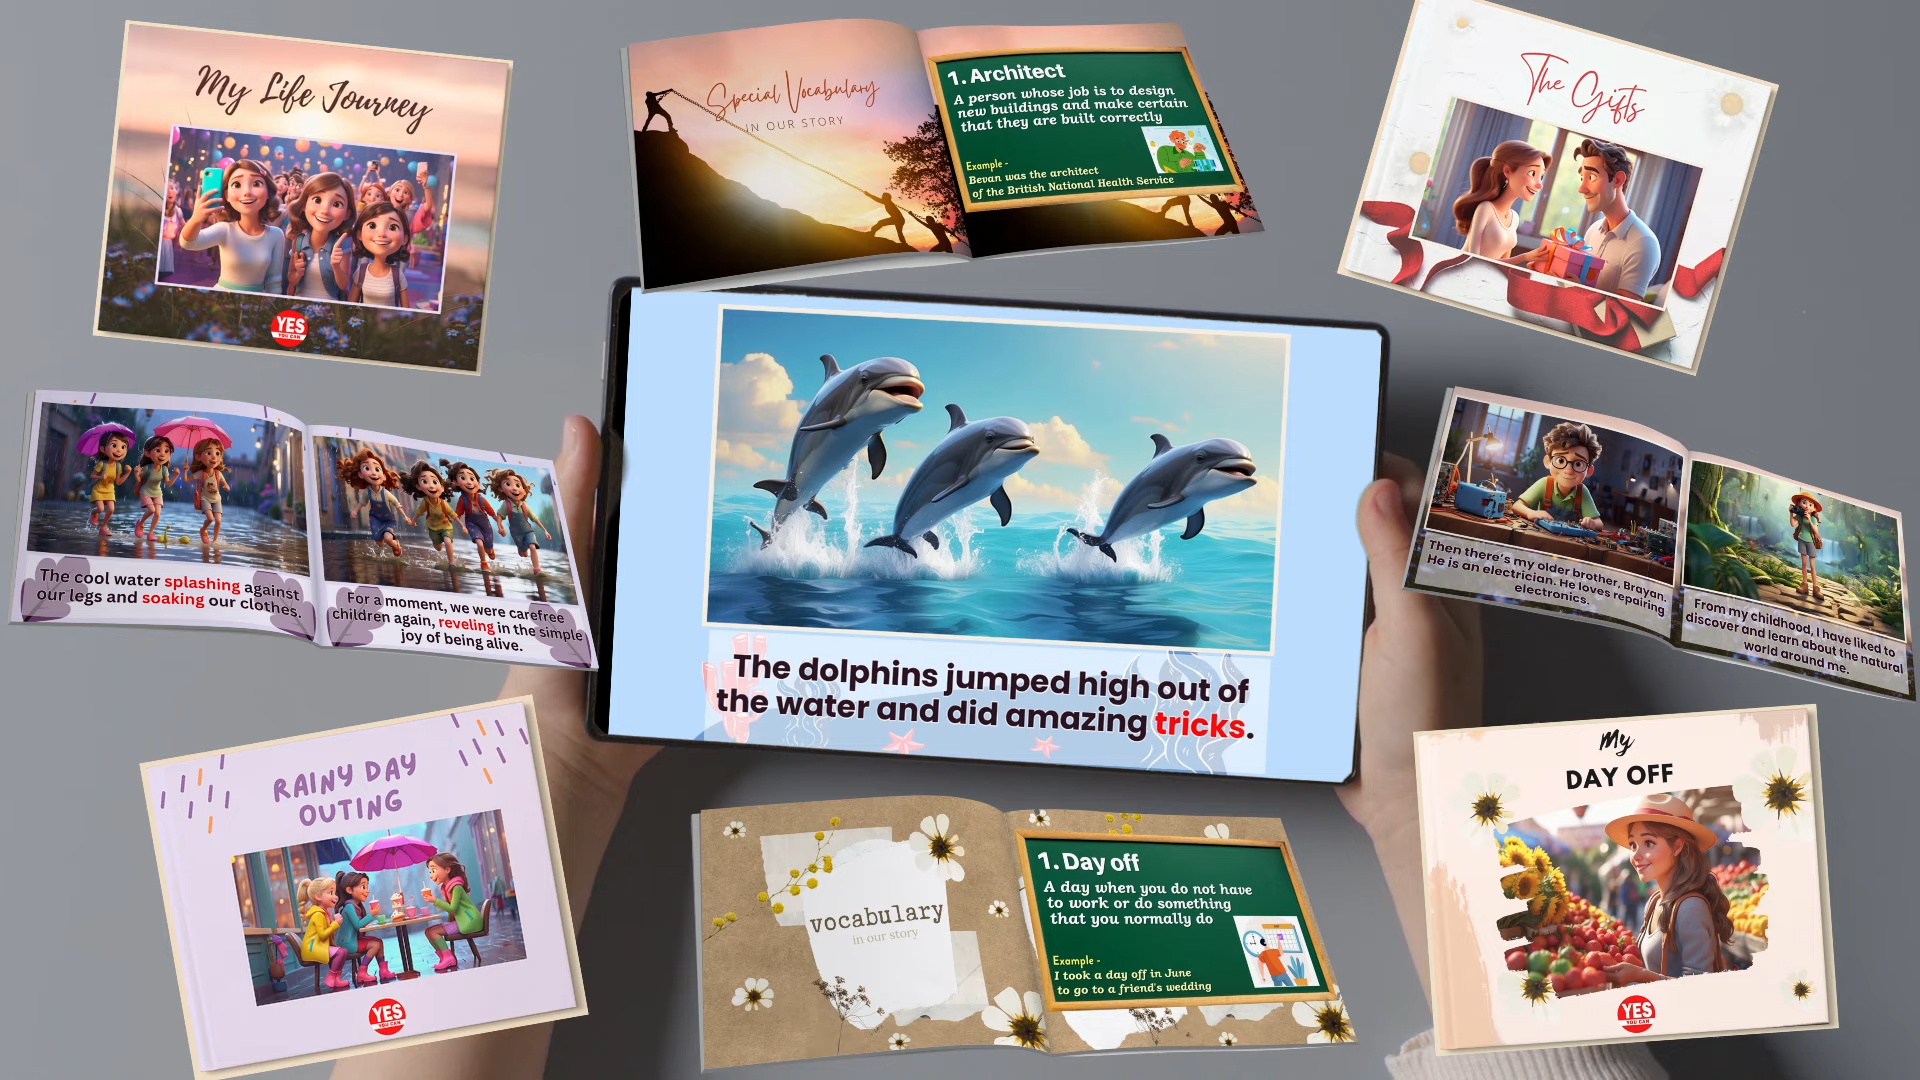 My Life Journey
YES
YOU CAN
Special Vocabulary
IN OUR STORY
1. Architect
A person whose job is to design
new buildings and make certain
that they are built correctly
Example -
Bevan was the architect
of the British National Health Service
The Gifts
The cool water splashing against
our legs and soaking our clothes.
For a moment, we were carefree
children again, reveling in the simple
joy of being alive.
The dolphins jumped high out of
the water and did amazing tricks.
Then there's my older brother, Brayan.
He is an electrician. He loves repairing
electronics.
From my childhood, I have liked to
discover and learn about the natural
world around me.
RAINY DAY
OUTING
YES
YOU CAN
vocabulary
in our story
1. Day off
A day when you do not have
to work or do something
that you normally do
Example -
I took a day off in June
to go to a friend's wedding
My
DAY OFF
YES
YOU CAN